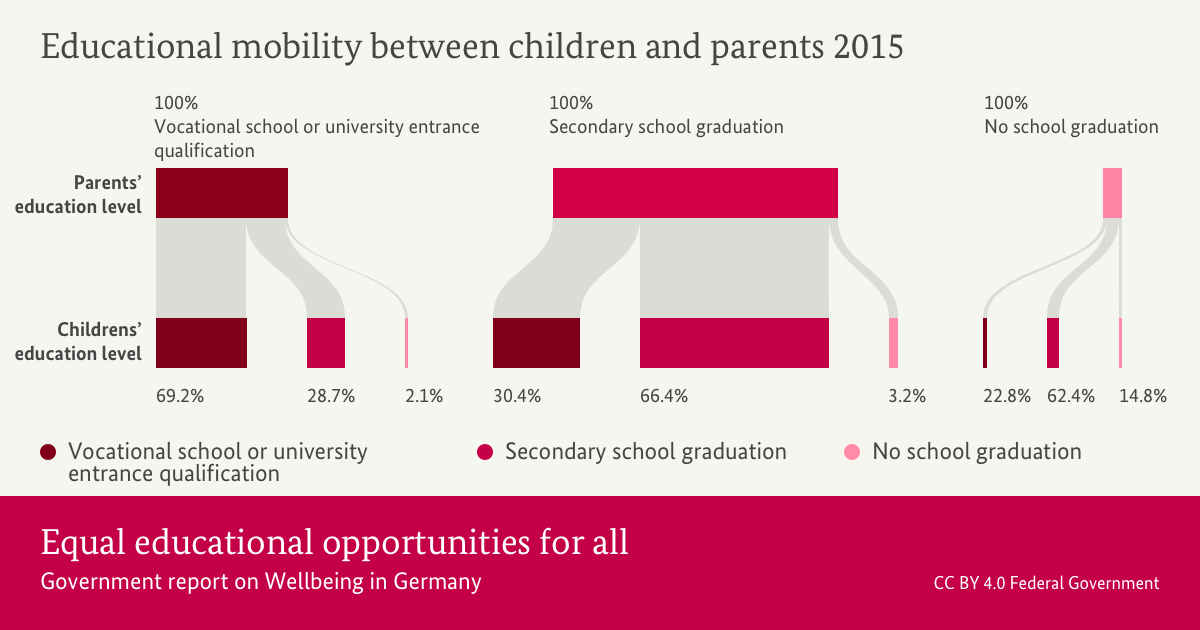 Educational mobility between children and parents 2015
100%
Vocational school or university entrance
qualification
100%
Secondary school graduation
100%
No school graduation
Parents’
education level
Childrens’
education level
69.2%
28.7%
2.1%
30.4%
66.4%
3.2%
22.8%
62.4%
14.8%
Vocational school or university
entrance qualification
Secondary school graduation
No school graduation
Equal educational opportunities for all
Government report on Wellbeing in Germany
CC BY 4.0 Federal Government